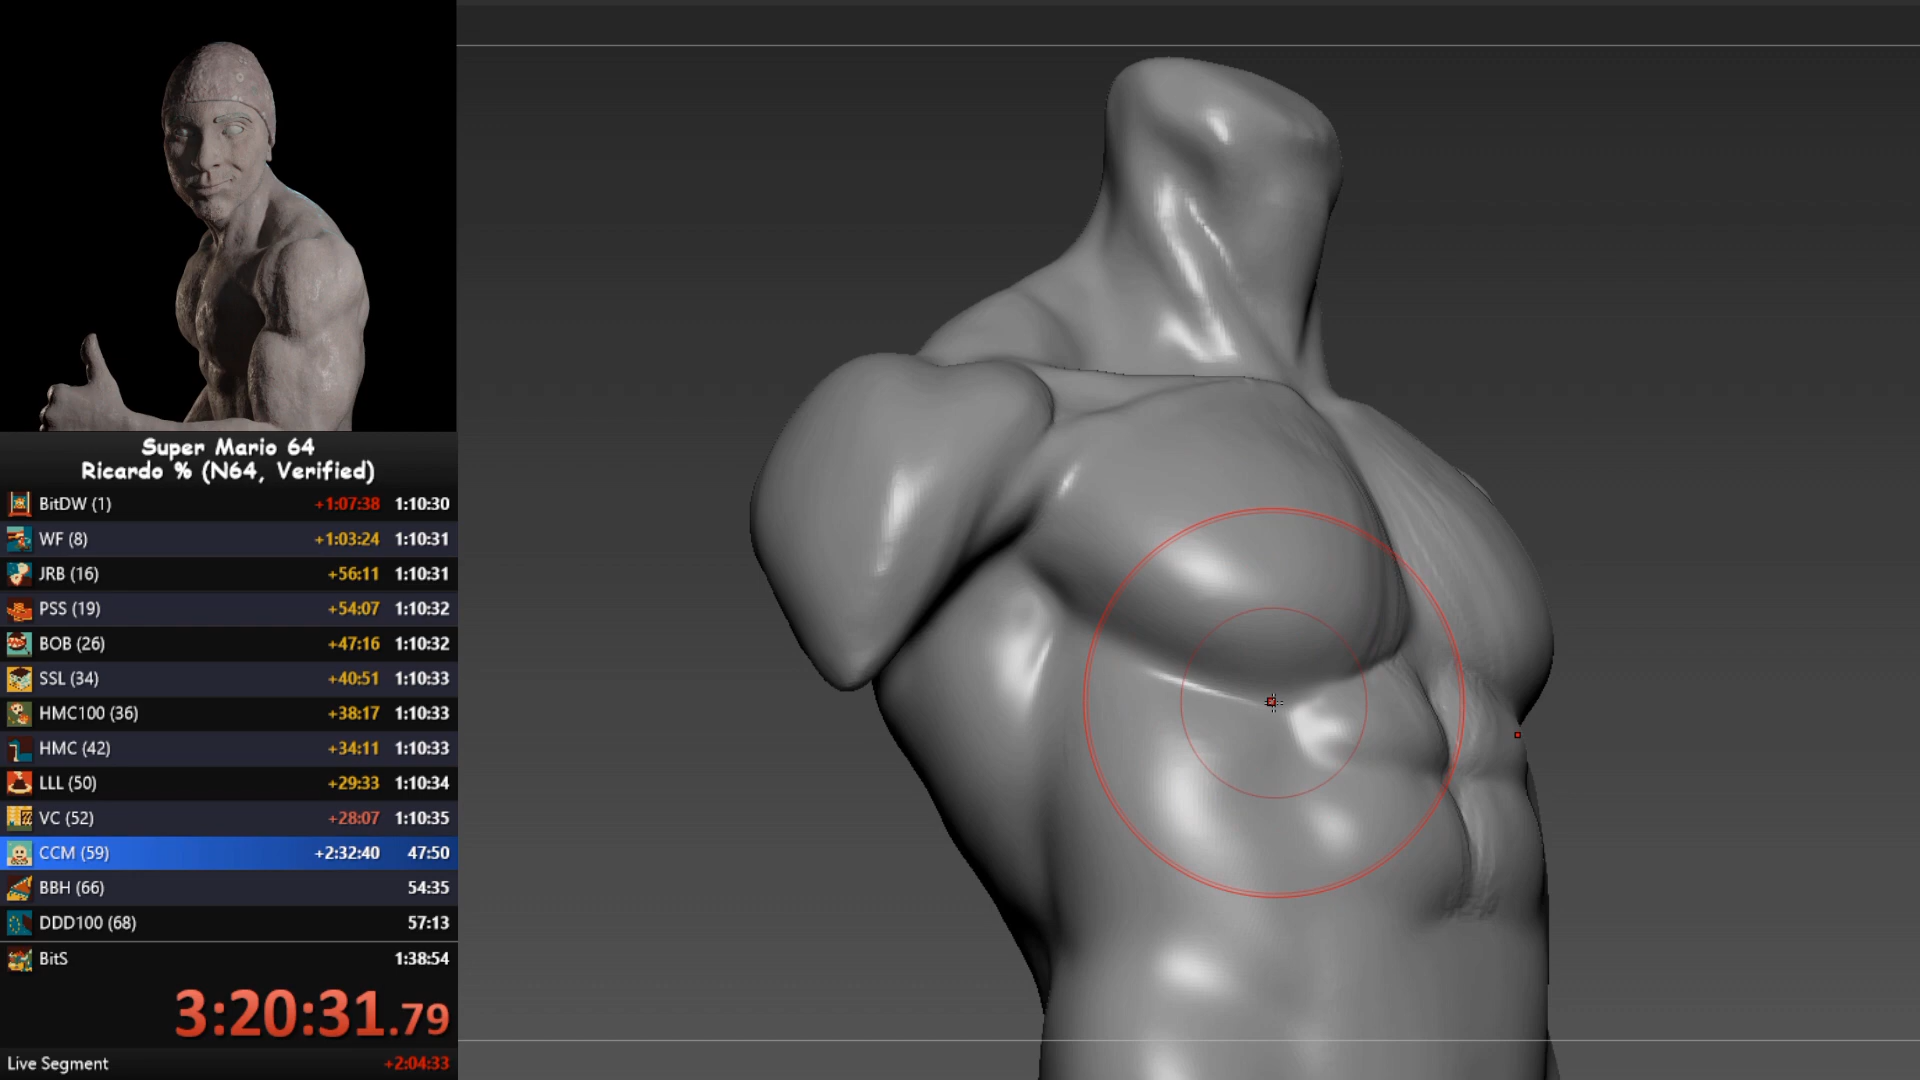 Super Mario 64
Ricardo % (N64, Verified)
BitDW (1) +1:07:38 1:10:30
WF (8) +1:03:24 1:10:31
JRB (16) +56:11 1:10:31
PSS (19) +54:07 1:10:32
BOB (26) +47:16 1:10:32
SSL (34) +40:51 1:10:33
HMC100 (36) +38:17 1:10:33
HMC (42) +34:11 1:10:33
LLL (50) +29:33 1:10:34
VC (52) +28:07 1:10:35
CCM (59) +2:32:40 47:50
BBH (66) 54:35
DDD100 (68) 57:13
BitS 1:38:54
3:20:31.79
Live Segment +2:04:33